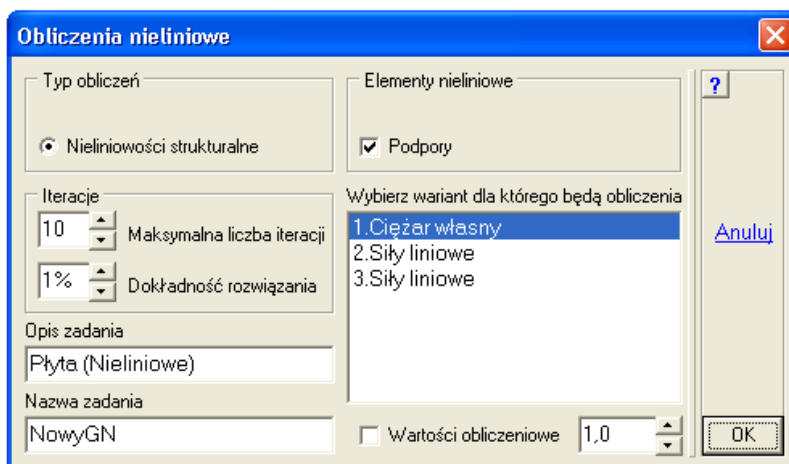 Obliczenia nieliniowe
Typ obliczeń
Nieliniowości strukturalne
Elementy nieliniowe
Podpory
?
Iteracje
10 Maksymalna liczba iteracji
1% Dokładność rozwiązania
Wybierz wariant dla którego będą obliczenia
1.Ciężar własny
2.Siły liniowe
3.Siły liniowe
Anuluj
Opis zadania
Płyta (Nieliniowe)
Nazwa zadania
NowyGN
Wartości obliczeniowe 1,0
OK